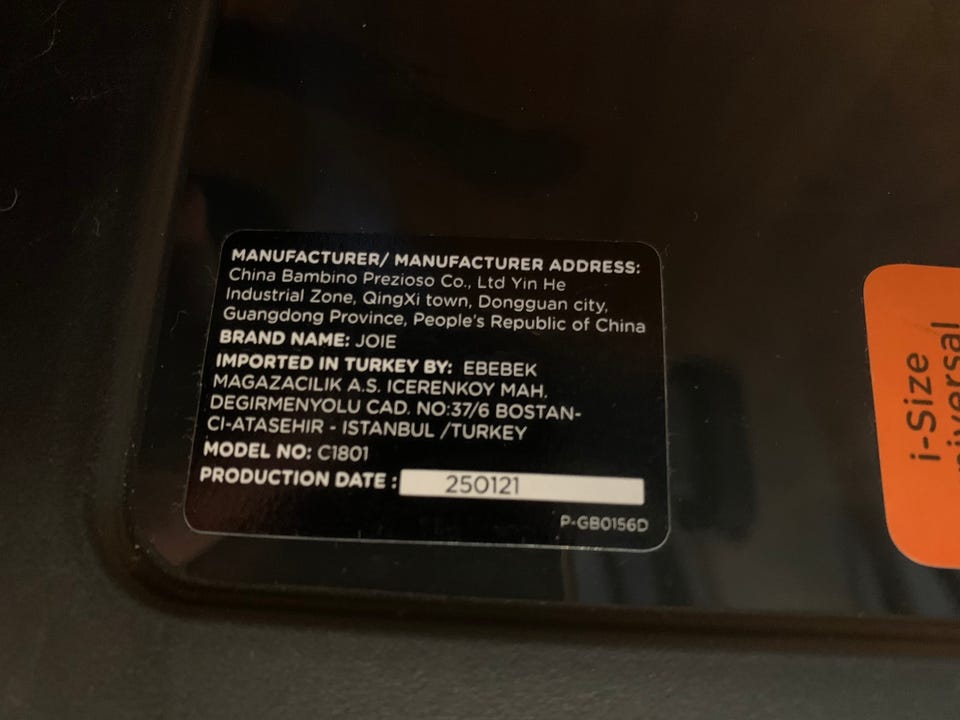 MANUFACTURER/ MANUFACTURER ADDRESS:
China Bambino Prezioso Co., Ltd Yin He
Industrial Zone, QingXi town, Dongguan city,
Guangdong Province, People's Republic of China
BRAND NAME: JOIE
IMPORTED IN TURKEY BY: EBEBEK
MAGAZACILIK A.S. ICERENKOY MAH.
DEGIRMENYOLU CAD. NO:37/6 BOSTAN-
CI-ATASEHIR - ISTANBUL /TURKEY
MODEL NO: C1801
PRODUCTION DATE : 250121
P-GB0156D
i-Size